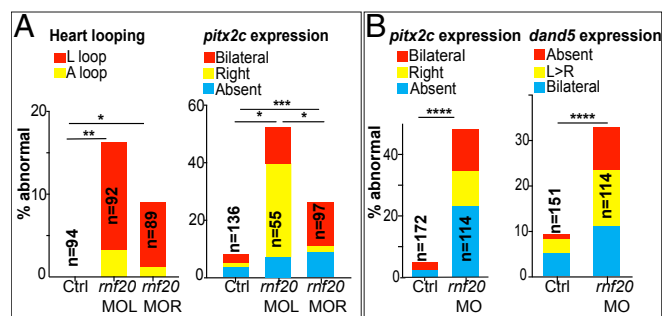 A
Heart looping
L loop
A loop
% abnormal
20
10
0
*
**
n=94
n=92
n=89
Ctrl
rnf20
MOL
rnf20
MOR
pitx2c expression
Bilateral
Right
Absent
60
40
20
0
***
*
*
n=136
n=55
n=97
Ctrl
rnf20
MOL
rnf20
MOR
B
pitx2c expression
Bilateral
Right
Absent
% abnormal
40
20
0
****
n=172
n=114
Ctrl
rnf20
MO
dand5 expression
Absent
L>R
Bilateral
30
10
0
****
n=151
n=114
Ctrl
rnf20
MO